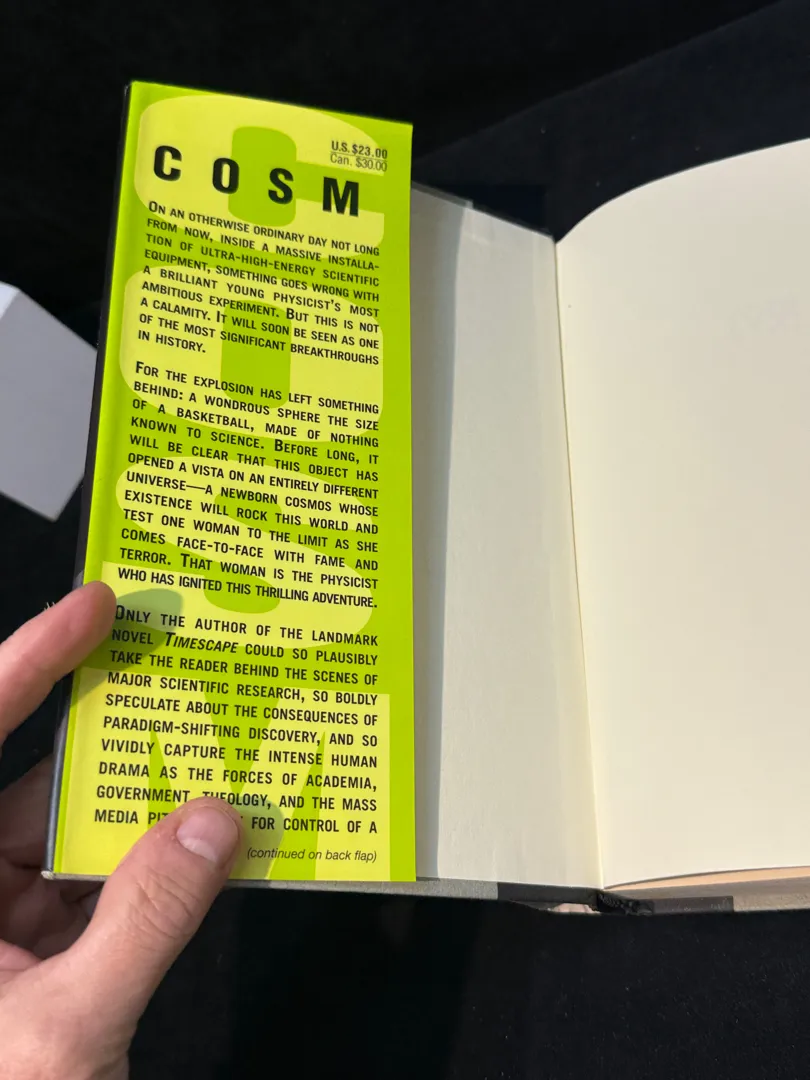 U.S. $23.00
Can. $30.00
COSM
ON AN OTHERWISE ORDINARY DAY NOT LONG
FROM NOW, INSIDE A MASSIVE INSTALLA-
TION OF ULTRA-HIGH-ENERGY SCIENTIFIC
EQUIPMENT, SOMETHING GOES WRONG WITH
A BRILLIANT YOUNG PHYSICIST'S MOST
AMBITIOUS EXPERIMENT. BUT THIS IS NOT
A CALAMITY. IT WILL SOON BE SEEN AS ONE
OF THE MOST SIGNIFICANT BREAKTHROUGHS
IN HISTORY.
FOR THE EXPLOSION HAS LEFT SOMETHING
BEHIND: A WONDROUS SPHERE THE SIZE
OF A BASKETBALL, MADE OF NOTHING
KNOWN TO SCIENCE. BEFORE LONG, IT
WILL BE CLEAR THAT THIS OBJECT HAS
OPENED A VISTA ON AN ENTIRELY DIFFERENT
UNIVERSE—A NEWBORN COSMOS WHOSE
EXISTENCE WILL ROCK THIS WORLD AND
TEST ONE WOMAN TO THE LIMIT AS SHE
COMES FACE-TO-FACE WITH FAME AND
TERROR. THAT WOMAN IS THE PHYSICIST
WHO HAS IGNITED THIS THRILLING ADVENTURE.
ONLY THE AUTHOR OF THE LANDMARK
NOVEL TIMESCAPE COULD SO PLAUSIBLY
TAKE THE READER BEHIND THE SCENES OF
MAJOR SCIENTIFIC RESEARCH, SO BOLDLY
SPECULATE ABOUT THE CONSEQUENCES OF
PARADIGM-SHIFTING DISCOVERY, AND SO
VIVIDLY CAPTURE THE INTENSE HUMAN
DRAMA AS THE FORCES OF ACADEMIA,
GOVERNMENT, THEOLOGY, AND THE MASS
MEDIA FOR CONTROL OF A
(continued on back flap)